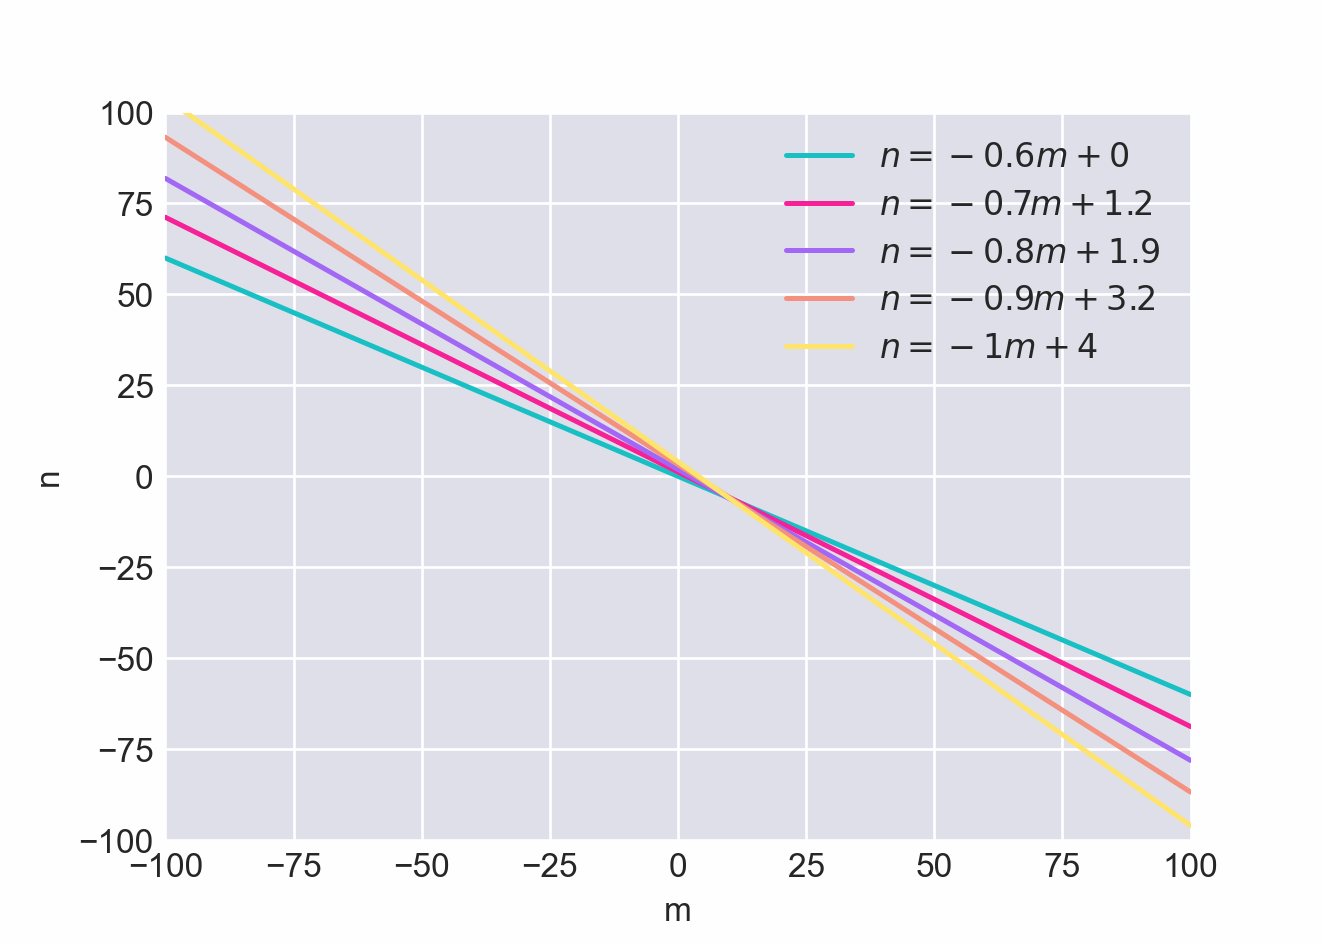 100
75
50
25
0
−25
−50
−75
−100
n
n = − 0.6m + 0
n = − 0.7m + 1.2
n = − 0.8m + 1.9
n = − 0.9m + 3.2
n = − 1m + 4
−100 −75 −50 −25 0 25 50 75 100
m